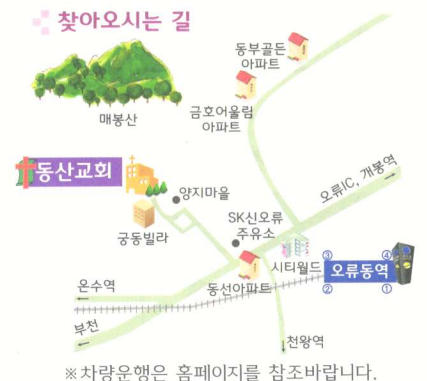 찾아오시는 길
동부골든
아파트
매봉산
금호어울림
아파트
동산교회
양지마을
오류IC, 개봉역
궁동빌라
SK신오류
주유소
시티월드
③
④
오류동역
②
①
온수역
동선아파트
부천
천왕역
※차량운행은 홈페이지를 참조바랍니다.